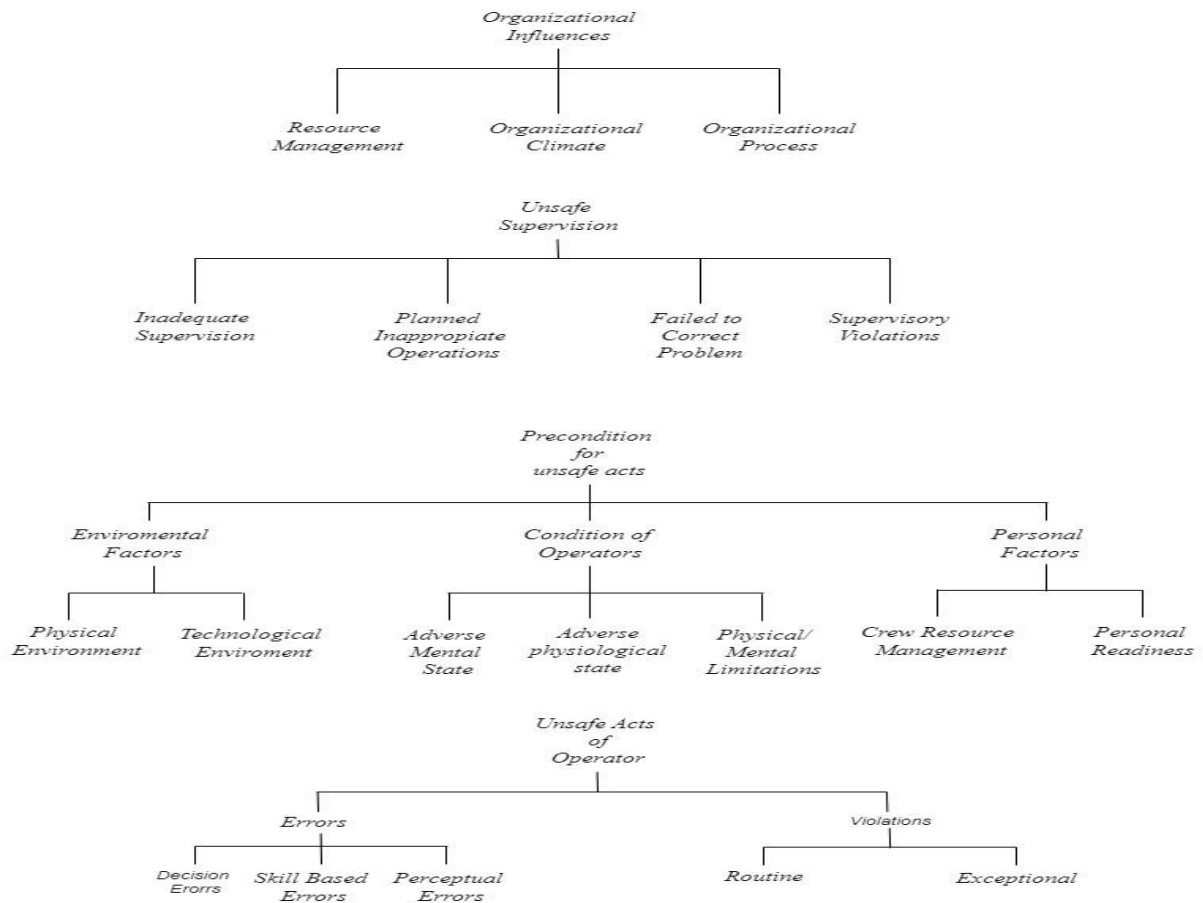 Organizational
Influences
Resource
Management
Organizational
Climate
Organizational
Process
Unsafe
Supervision
Inadequate
Supervision
Planned
Inappropiate
Operations
Failed to
Correct
Problem
Supervisory
Violations
Precondition
for
unsafe acts
Enviromental
Factors
Condition of
Operators
Personal
Factors
Physical
Environment
Technological
Enviroment
Adverse
Mental
State
Adverse
physiological
state
Physical/
Mental
Limitations
Crew Resource
Management
Personal
Readiness
Unsafe Acts
of
Operator
Errors
Violations
Decision
Erorrs
Skill Based
Errors
Perceptual
Errors
Routine
Exceptional